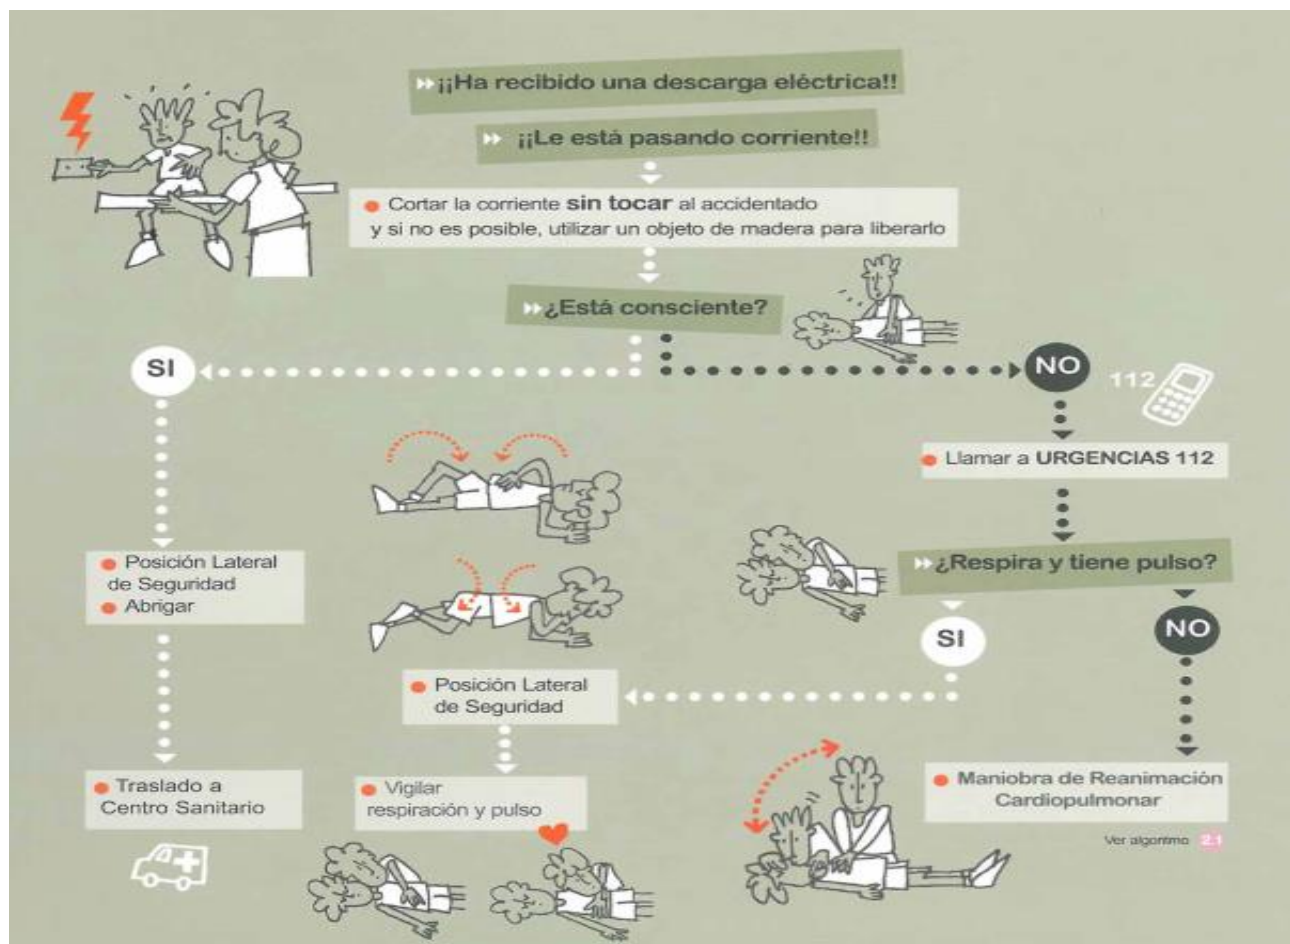 ¡¡Ha recibido una descarga eléctrica!!
¡¡Le está pasando corriente!!
Cortar la corriente sin tocar al accidentado
y si no es posible, utilizar un objeto de madera para liberarlo
¿Está consciente?
SI
NO
112
Llamar a URGENCIAS 112
¿Respira y tiene pulso?
SI
NO
Posición Lateral
de Seguridad
Abrigar
Posición Lateral
de Seguridad
Traslado a
Centro Sanitario
Vigilar
respiración y pulso
Maniobra de Reanimación
Cardiopulmonar
Ver algoritmo 2.1